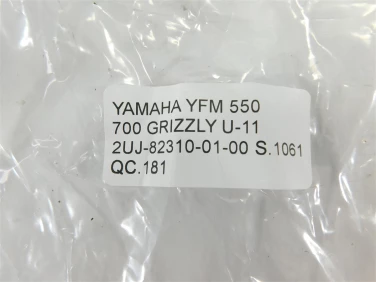 YAMAHA YFM 550
700 GRIZZLY U-11
2UJ-82310-01-00 S.1061
QC.181